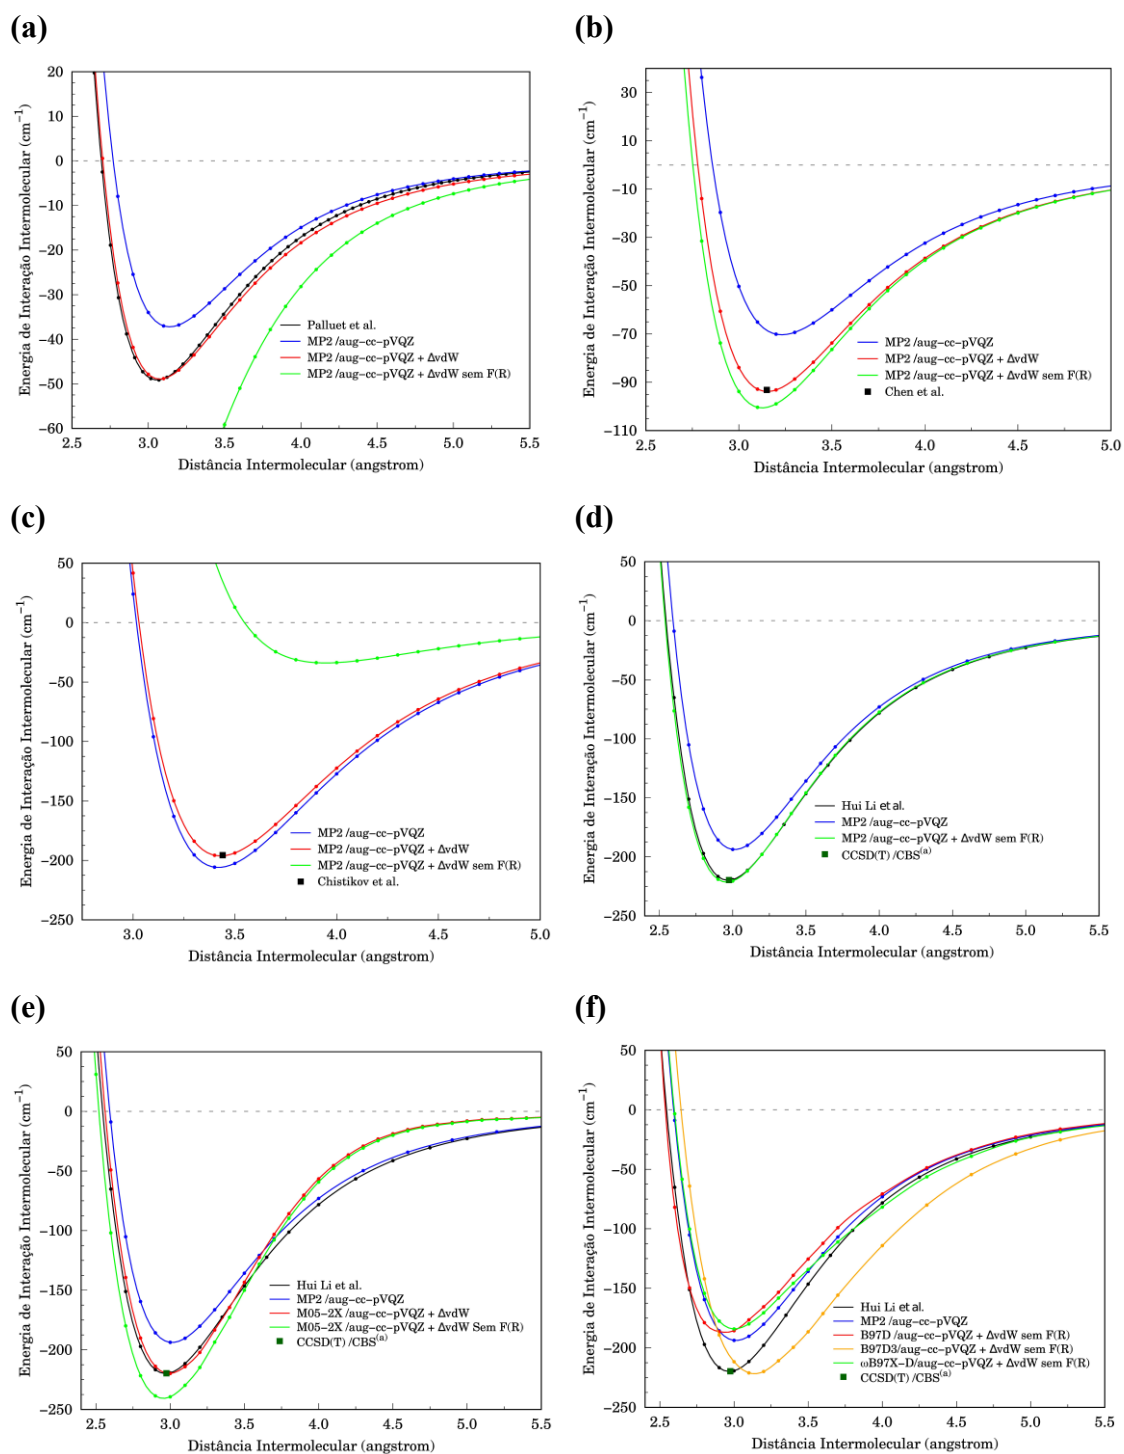 (a)
20
10
0
−10
−20
−30
−40
−50
−60
2.5 3.0 3.5 4.0 4.5 5.0 5.5
Energia de Interação Intermolecular (cm−1)
Distância Intermolecular (angstrom)
Palluet et al.
MP2/aug−cc−pVQZ
MP2/aug−cc−pVQZ + ΔvdW
MP2/aug−cc−pVQZ + ΔvdW sem F(R)
(b)
30
10
−10
−30
−50
−70
−90
−110
2.5 3.0 3.5 4.0 4.5 5.0
Energia de Interação Intermolecular (cm−1)
Distância Intermolecular (angstrom)
MP2/aug−cc−pVQZ
MP2/aug−cc−pVQZ + ΔvdW
MP2/aug−cc−pVQZ + ΔvdW sem F(R)
Chen et al.
(c)
50
0
−50
−100
−150
−200
−250
3.0 3.5 4.0 4.5 5.0
Energia de Interação Intermolecular (cm−1)
Distância Intermolecular (angstrom)
MP2/aug−cc−pVQZ
MP2/aug−cc−pVQZ + ΔvdW
MP2/aug−cc−pVQZ + ΔvdW sem F(R)
Chistikov et al.
(d)
50
0
−50
−100
−150
−200
−250
2.5 3.0 3.5 4.0 4.5 5.0 5.5
Energia de Interação Intermolecular (cm−1)
Distância Intermolecular (angstrom)
Hui Li et al.
MP2/aug−cc−pVQZ
MP2/aug−cc−pVQZ + ΔvdW sem F(R)
CCSD(T)/CBS(a)
(e)
50
0
−50
−100
−150
−200
−250
2.5 3.0 3.5 4.0 4.5 5.0 5.5
Energia de Interação Intermolecular (cm−1)
Distância Intermolecular (angstrom)
Hui Li et al.
MP2/aug−cc−pVQZ
M05−2X/aug−cc−pVQZ + ΔvdW
M05−2X/aug−cc−pVQZ + ΔvdW Sem F(R)
CCSD(T)/CBS(a)
(f)
50
0
−50
−100
−150
−200
−250
2.5 3.0 3.5 4.0 4.5 5.0 5.5
Energia de Interação Intermolecular (cm−1)
Distância Intermolecular (angstrom)
Hui Li et al.
MP2/aug−cc−pVQZ
B97D/aug−cc−pVQZ + ΔvdW sem F(R)
B97D3/aug−cc−pVQZ + ΔvdW sem F(R)
ωB97X−D/aug−cc−pVQZ + ΔvdW sem F(R)
CCSD(T)/CBS(a)